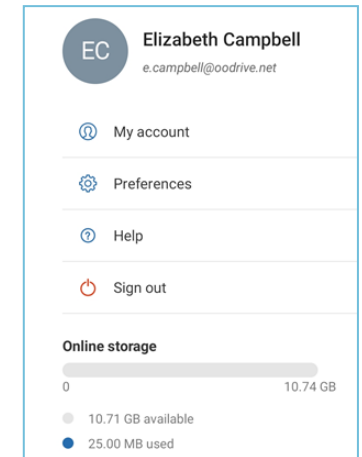 EC
Elizabeth Campbell
e.campbell@oodrive.net
My account
Preferences
? Help
Sign out
Online storage
0 10.74 GB
10.71 GB available
25.00 MB used